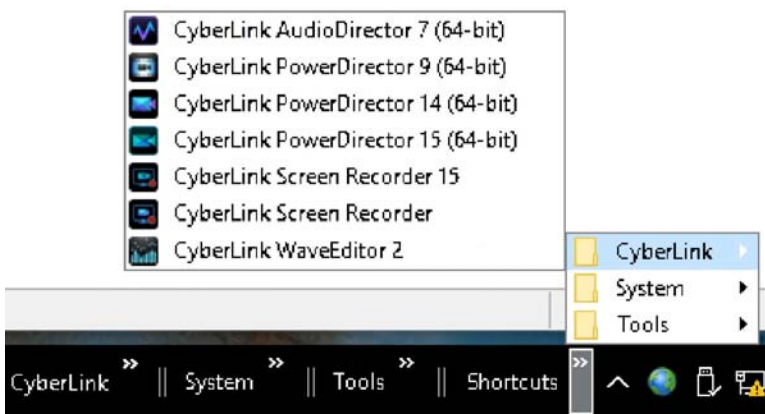 CyberLink AudioDirector 7 (64-bit)
CyberLink PowerDirector 9 (64-bit)
CyberLink PowerDirector 14 (64-bit)
CyberLink PowerDirector 15 (64-bit)
CyberLink Screen Recorder 15
CyberLink Screen Recorder
CyberLink WaveEditor 2
CyberLink
System
Tools
CyberLink » || System » || Tools » || Shortcuts »